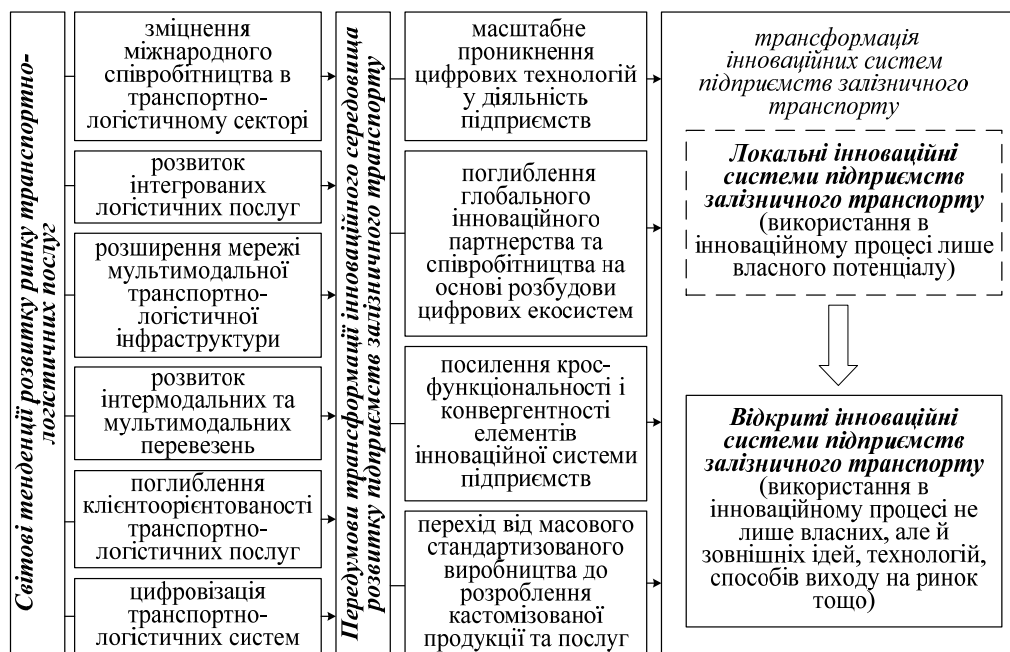 Світові тенденції розвитку ринку транспортно-
логістичних послуг
зміцнення
міжнародного
співробітництва в
транспортно-
логістичному секторі
розвиток
інтегрованих
логістичних послуг
розширення мережі
мультимодальної
транспортно-
логістичної
інфраструктури
розвиток
інтермодальних та
мультимодальних
перевезень
поглиблення
клієнтоорієнтованості
транспортно-
логістичних послуг
цифровізація
транспортно-
логістичних систем
Передумови трансформації інноваційного середовища
розвитку підприємств залізничного транспорту
масштабне
проникнення
цифрових технологій
у діяльність
підприємств
поглиблення
глобального
інноваційного
партнерства та
співробітництва на
основі розбудови
цифрових екосистем
посилення крос-
функціональності і
конвергентності
елементів
інноваційної системи
підприємств
перехід від масового
стандартизованого
виробництва до
розроблення
кастомізованої
продукції та послуг
трансформація
інноваційних систем
підприємств залізничного
транспорту
Локальні інноваційні
системи підприємств
залізничного транспорту
(використання в
інноваційному процесі лише
власного потенціалу)
Відкриті інноваційні
системи підприємств
залізничного транспорту
(використання в
інноваційному процесі не
лише власних, але й
зовнішніх ідей, технологій,
способів виходу на ринок
тощо)